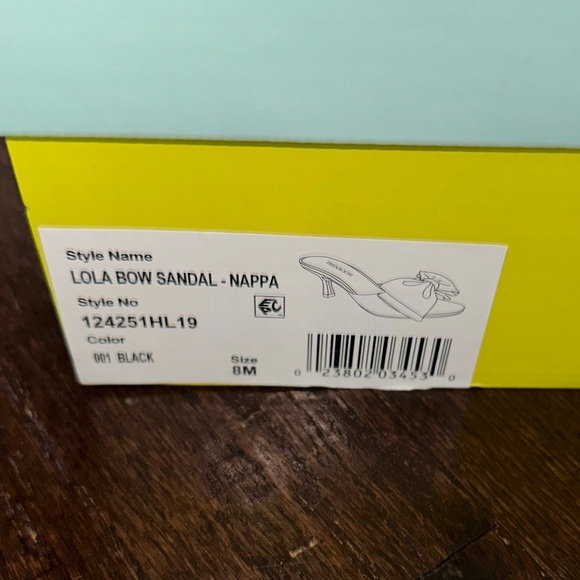 Style Name
LOLA BOW SANDAL - NAPPA
Style No
124251HL19
Color
001 BLACK
Size
8M
0 23802 03453 0